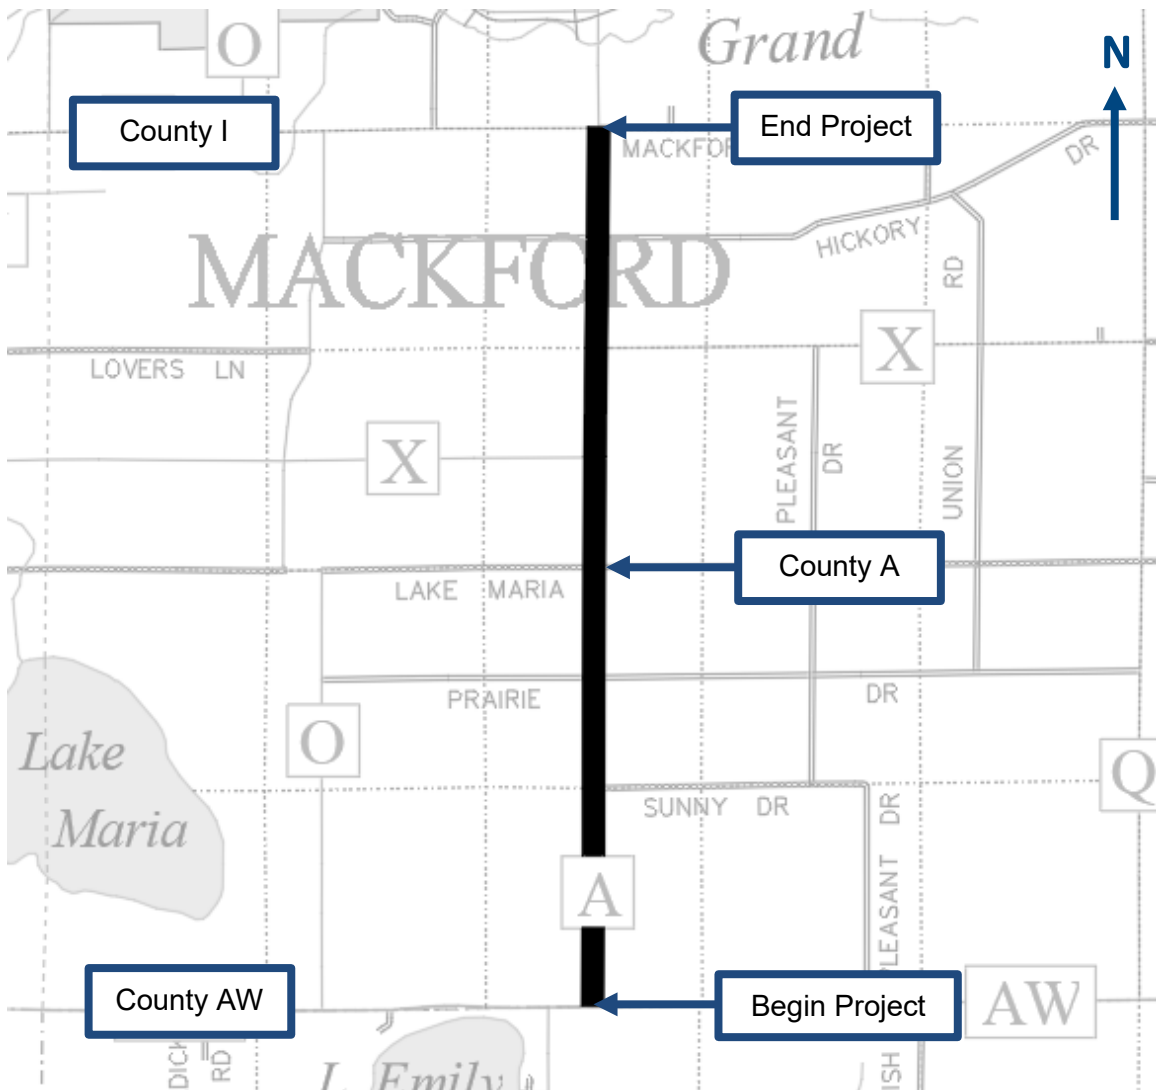 Grand
O
N
County I
End Project
DR
HICKORY
MACKFORD
RD
X
LOVERS LN
PLEASANT
DR
X
UNION
County A
LAKE MARIA
PRAIRIE
DR
O
Lake
Maria
Q
SUNNY DR
PLEASANT DR
A
County AW
Begin Project
AW
RD
L Emily